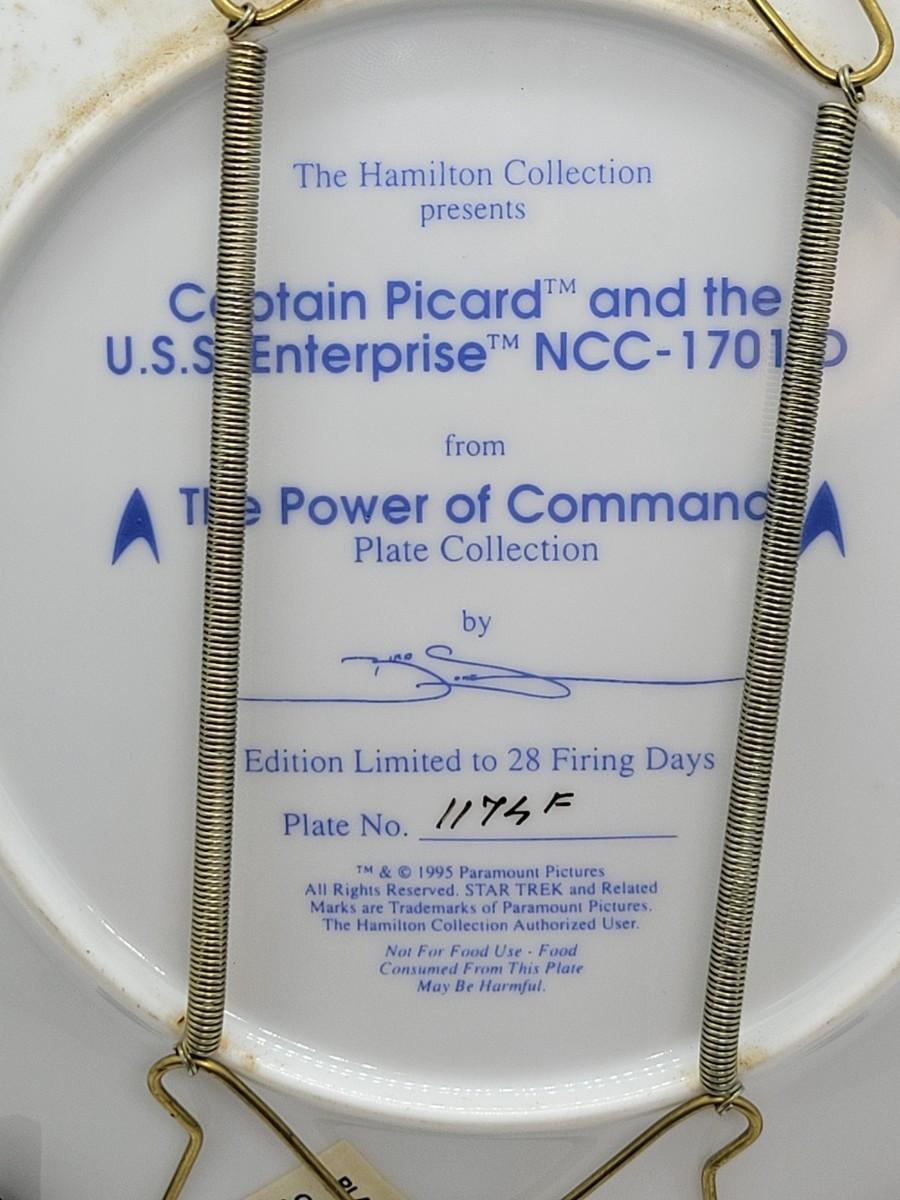 The Hamilton Collection
presents
Captain Picard™ and the
U.S.S. Enterprise™ NCC-1701-D
from
The Power of Command
Plate Collection
by
Edition Limited to 28 Firing Days
Plate No.
™ & © 1995 Paramount Pictures
All Rights Reserved. STAR TREK and Related
Marks are Trademarks of Paramount Pictures.
The Hamilton Collection Authorized User.
Not For Food Use - Food
Consumed From This Plate
May Be Harmful.